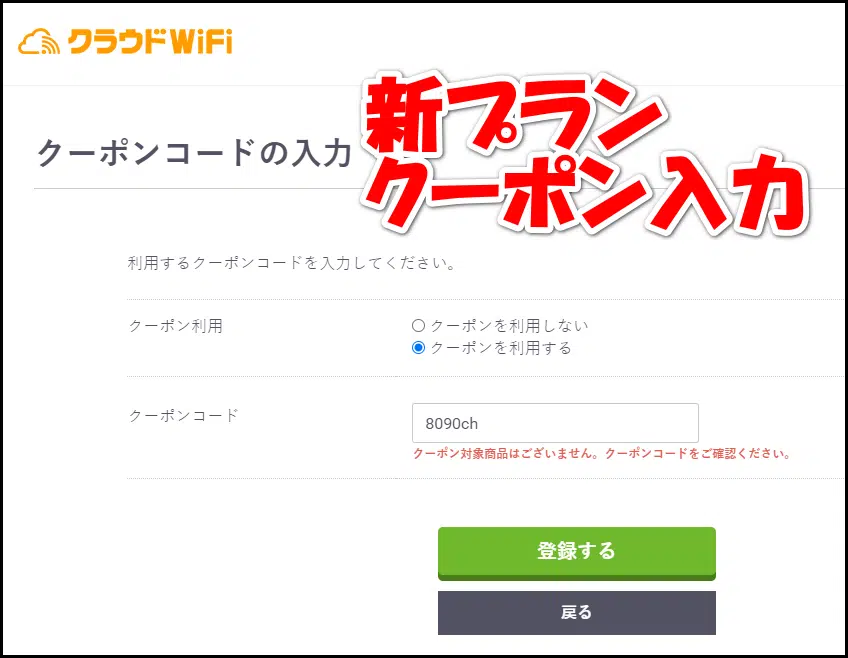 クラウドWiFi
新プラン
クーポン入力
クーポンコードの入力
利用するクーポンコードを入力してください。
クーポン利用
クーポンを利用しない
クーポンを利用する
クーポンコード
8090ch
クーポン対象商品はございません。クーポンコードをご確認ください。
登録する
戻る